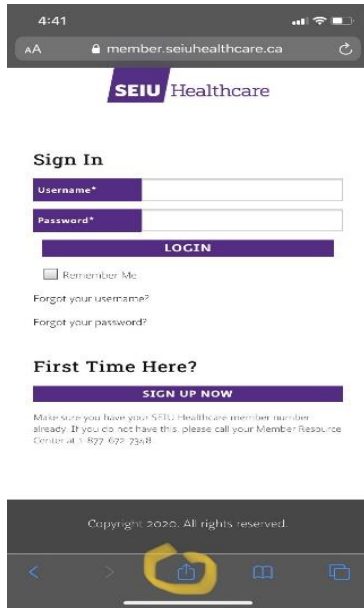 4:41
AA member.seiuhealthcare.ca
SEIU Healthcare
Sign In
Username*
Password*
LOGIN
Remember Me
Forgot your username?
Forgot your password?
First Time Here?
SIGN UP NOW
Make sure you have your SEIU Healthcare member number
already. If you do not have this, please call your Member Resource
Center at 1-877-672-7348
Copyright 2020. All rights reserved.